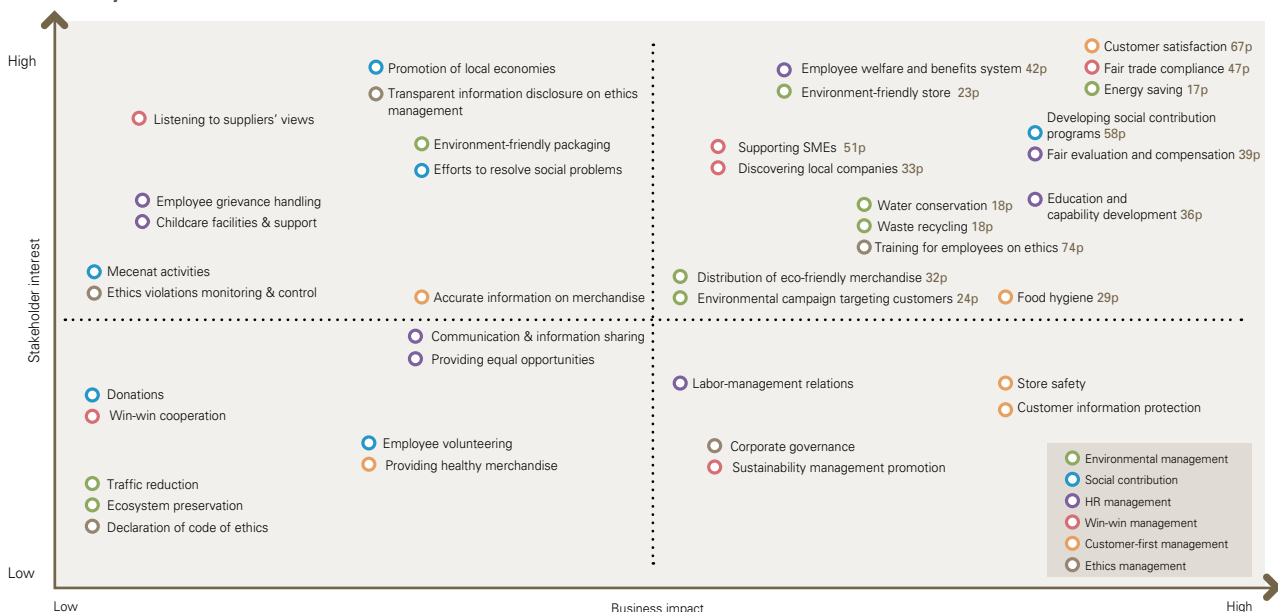 High
Stakeholder interest
Low
Low
Business impact
High
Promotion of local economies
Transparent information disclosure on ethics
management
Listening to suppliers' views
Environment-friendly packaging
Efforts to resolve social problems
Employee grievance handling
Childcare facilities & support
Mecenat activities
Ethics violations monitoring & control
Accurate information on merchandise
Customer satisfaction 67p
Employee welfare and benefits system 42p
Fair trade compliance 47p
Environment-friendly store 23p
Energy saving 17p
Developing social contribution
programs 58p
Supporting SMEs 51p
Fair evaluation and compensation 39p
Discovering local companies 33p
Education and
capability development 36p
Water conservation 18p
Waste recycling 18p
Training for employees on ethics 74p
Distribution of eco-friendly merchandise 32p
Environmental campaign targeting customers 24p
Food hygiene 29p
Communication & information sharing
Providing equal opportunities
Donations
Win-win cooperation
Employee volunteering
Providing healthy merchandise
Traffic reduction
Ecosystem preservation
Declaration of code of ethics
Labor-management relations
Store safety
Customer information protection
Corporate governance
Sustainability management promotion
Environmental management
Social contribution
HR management
Win-win management
Customer-first management
Ethics management